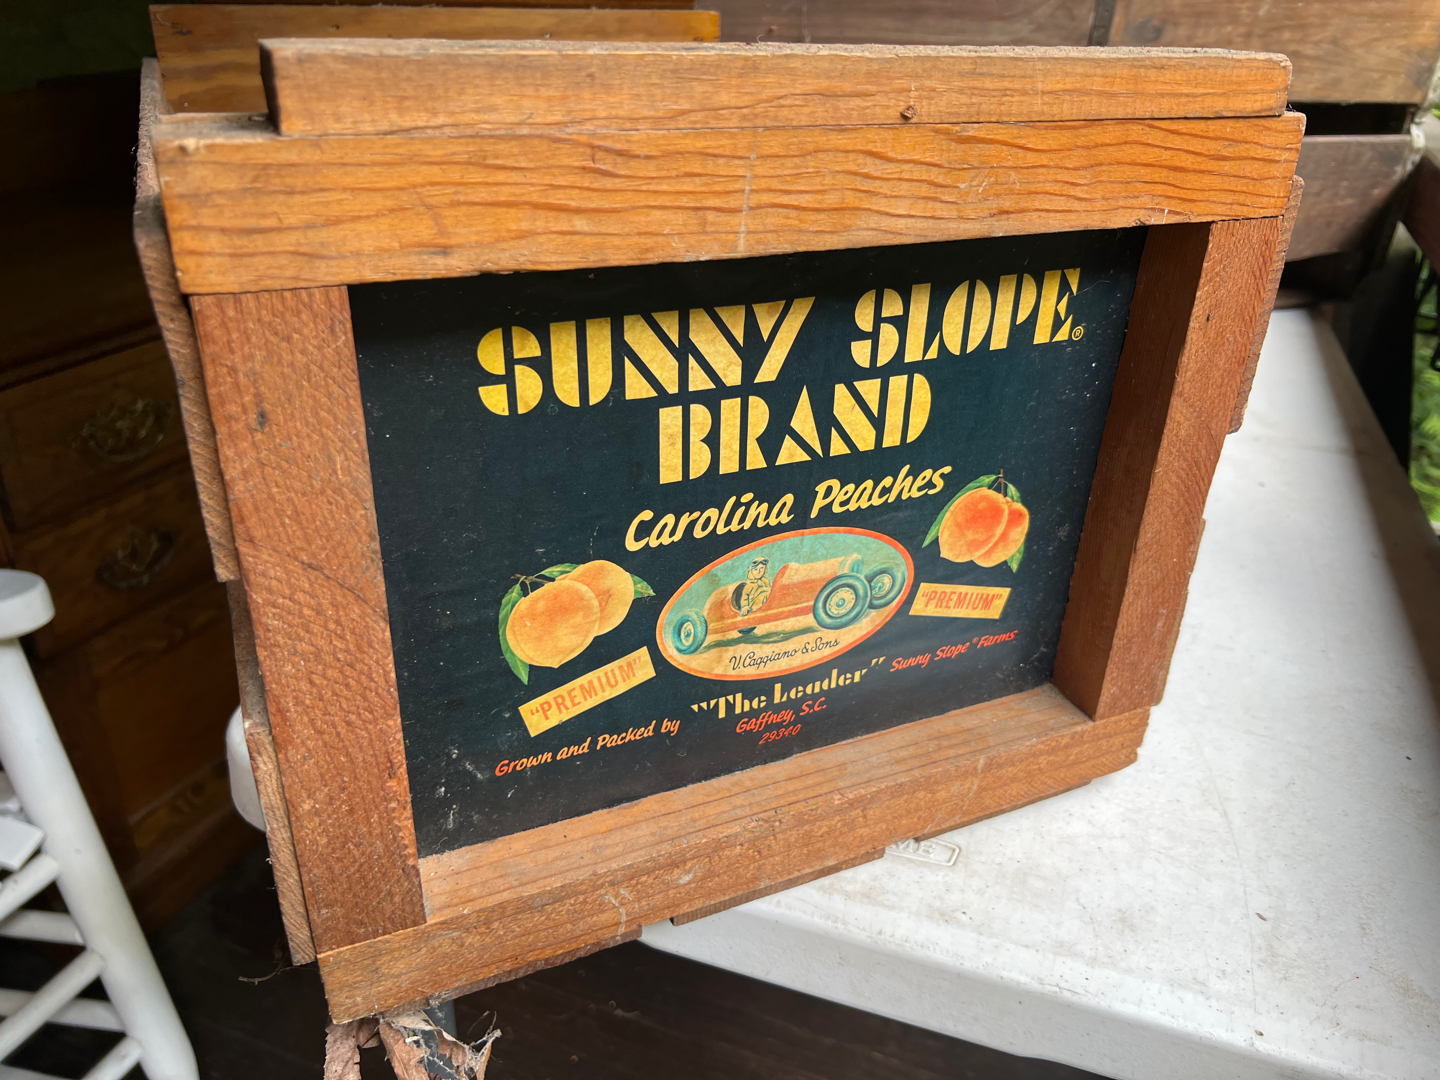 SUNNY SLOPE®
BRAND
Carolina Peaches
V. Caggiano & Sons
"PREMIUM"
"PREMIUM"
"The Leader"
Grown and Packed by
Sunny Slope® Farms
Gaffney, S.C.
29340